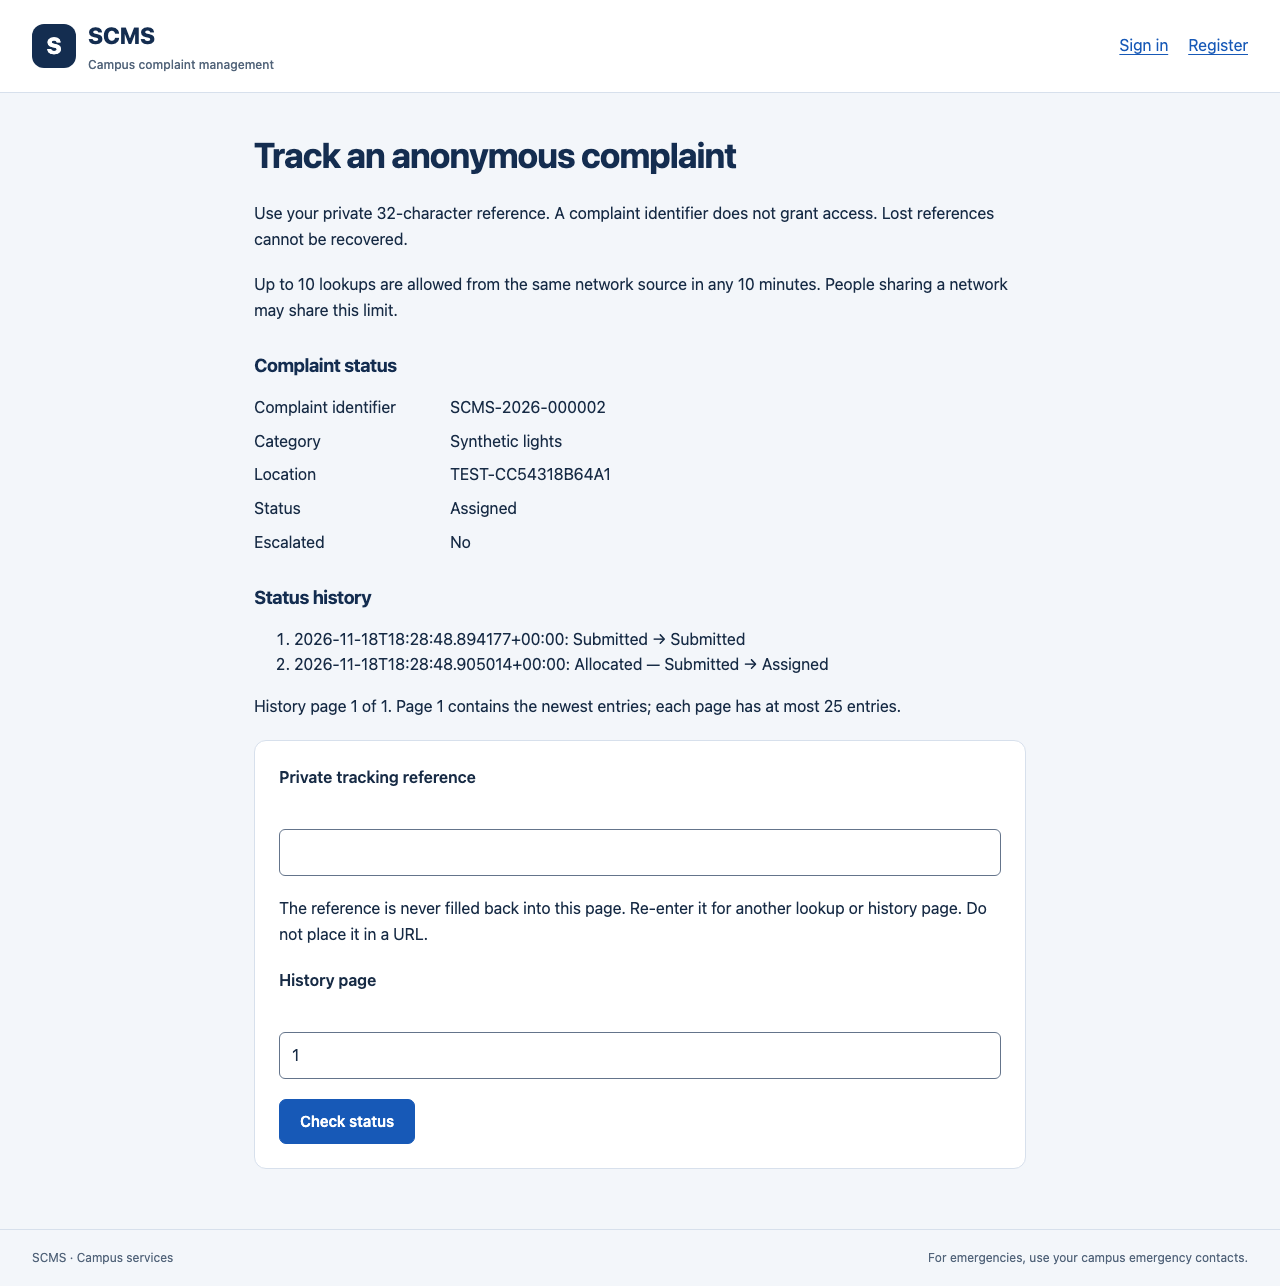 S
SCMS
Campus complaint management
Sign in
Register
Track an anonymous complaint
Use your private 32-character reference. A complaint identifier does not grant access. Lost references
cannot be recovered.
Up to 10 lookups are allowed from the same network source in any 10 minutes. People sharing a network
may share this limit.
Complaint status
Complaint identifier SCMS-2026-000002
Category Synthetic lights
Location TEST-CC54318B64A1
Status Assigned
Escalated No
Status history
1. 2026-11-18T18:28:48.894177+00:00: Submitted → Submitted
2. 2026-11-18T18:28:48.905014+00:00: Allocated — Submitted → Assigned
History page 1 of 1. Page 1 contains the newest entries; each page has at most 25 entries.
Private tracking reference
The reference is never filled back into this page. Re-enter it for another lookup or history page. Do
not place it in a URL.
History page
1
Check status
SCMS · Campus services
For emergencies, use your campus emergency contacts.